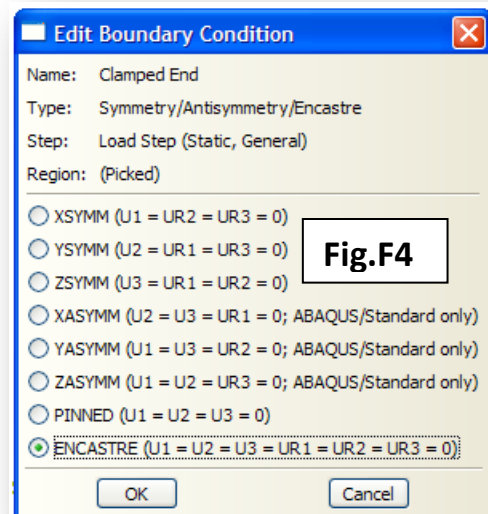 Edit Boundary Condition
Name: Clamped End
Type: Symmetry/Antisymmetry/Encastre
Step: Load Step (Static, General)
Region: (Picked)
XSYMM (U1 = UR2 = UR3 = 0)
YSYMM (U2 = UR1 = UR3 = 0)
Fig.F4
ZSYMM (U3 = UR1 = UR2 = 0)
XASYMM (U2 = U3 = UR1 = 0; ABAQUS/Standard only)
YASYMM (U1 = U3 = UR2 = 0; ABAQUS/Standard only)
ZASYMM (U1 = U2 = UR3 = 0; ABAQUS/Standard only)
PINNED (U1 = U2 = U3 = 0)
ENCASTRE (U1 = U2 = U3 = UR1 = UR2 = UR3 = 0)
OK Cancel